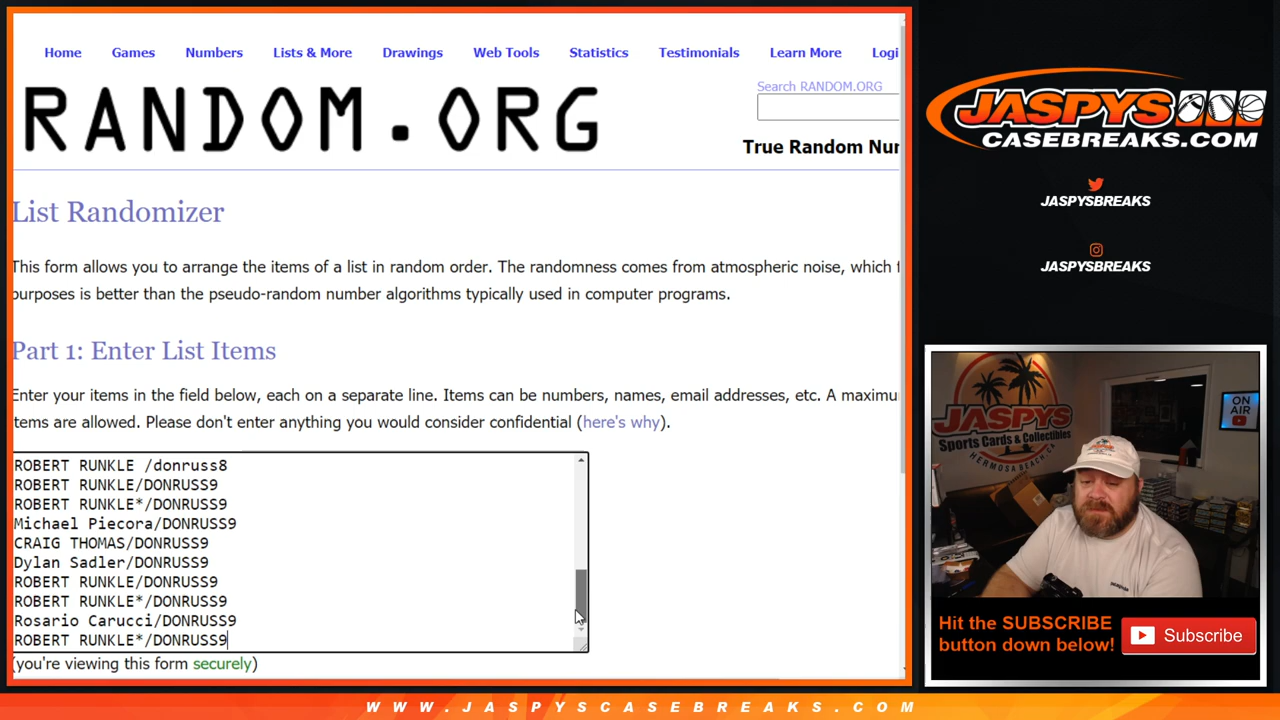 Home Games Numbers Lists & More Drawings Web Tools Statistics Testimonials Learn More Logi
RANDOM.ORG
Search RANDOM.ORG
True Random Nur
List Randomizer
This form allows you to arrange the items of a list in random order. The randomness comes from atmospheric noise, which f
purposes is better than the pseudo-random number algorithms typically used in computer programs.
Part 1: Enter List Items
Enter your items in the field below, each on a separate line. Items can be numbers, names, email addresses, etc. A maximu
items are allowed. Please don't enter anything you would consider confidential (here's why).
ROBERT RUNKLE /donruss8
ROBERT RUNKLE/DONRUSS9
ROBERT RUNKLE*/DONRUSS9
Michael Piecora/DONRUSS9
CRAIG THOMAS/DONRUSS9
Dylan Sadler/DONRUSS9
ROBERT RUNKLE/DONRUSS9
ROBERT RUNKLE*/DONRUSS9
Rosario Carucci/DONRUSS9
ROBERT RUNKLE*/DONRUSS9
(you're viewing this form securely)
JASPYS
CASEBREAKS.COM
JASPYSBREAKS
JASPYSBREAKS
JASPYS
Sports Cards & Collectibles
HERMOSA BEACH, CA
ON
AIR
Hit the SUBSCRIBE
button down below!
Subscribe
WWW.JASPYSCASEBREAKS.COM